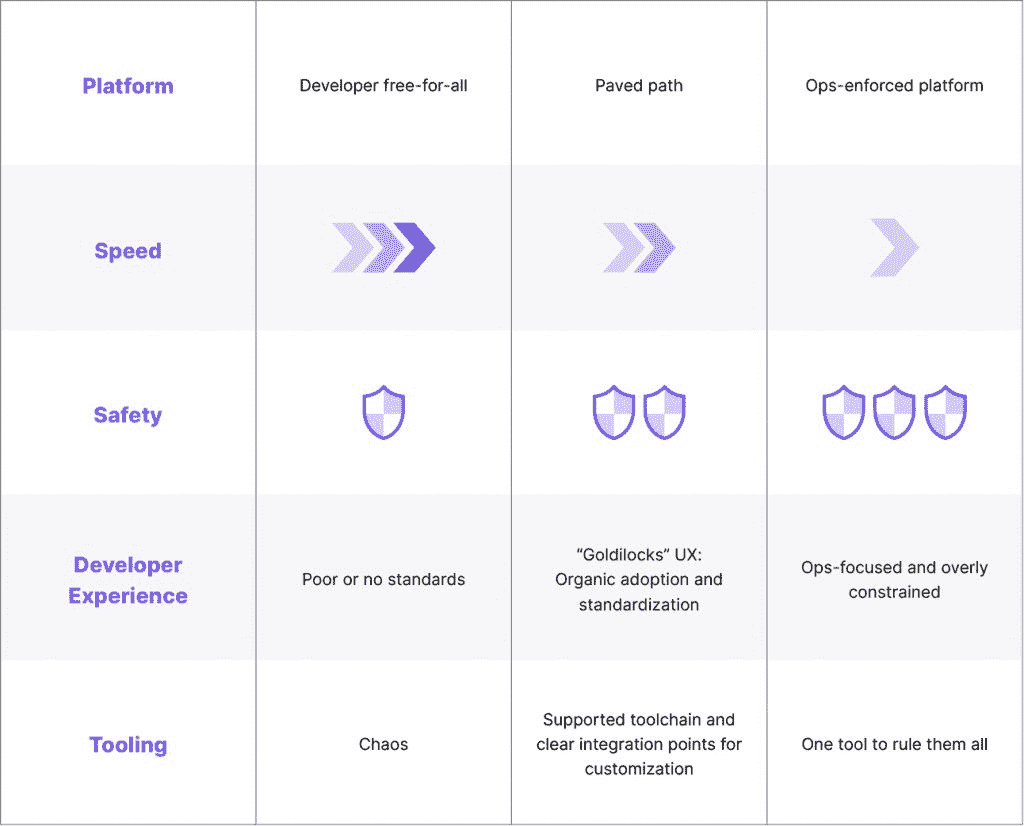 Platform
Developer free-for-all
Paved path
Ops-enforced platform
Speed
Safety
Developer
Experience
Poor or no standards
“Goldilocks” UX:
Organic adoption and
standardization
Ops-focused and overly
constrained
Tooling
Chaos
Supported toolchain and
clear integration points for
customization
One tool to rule them all